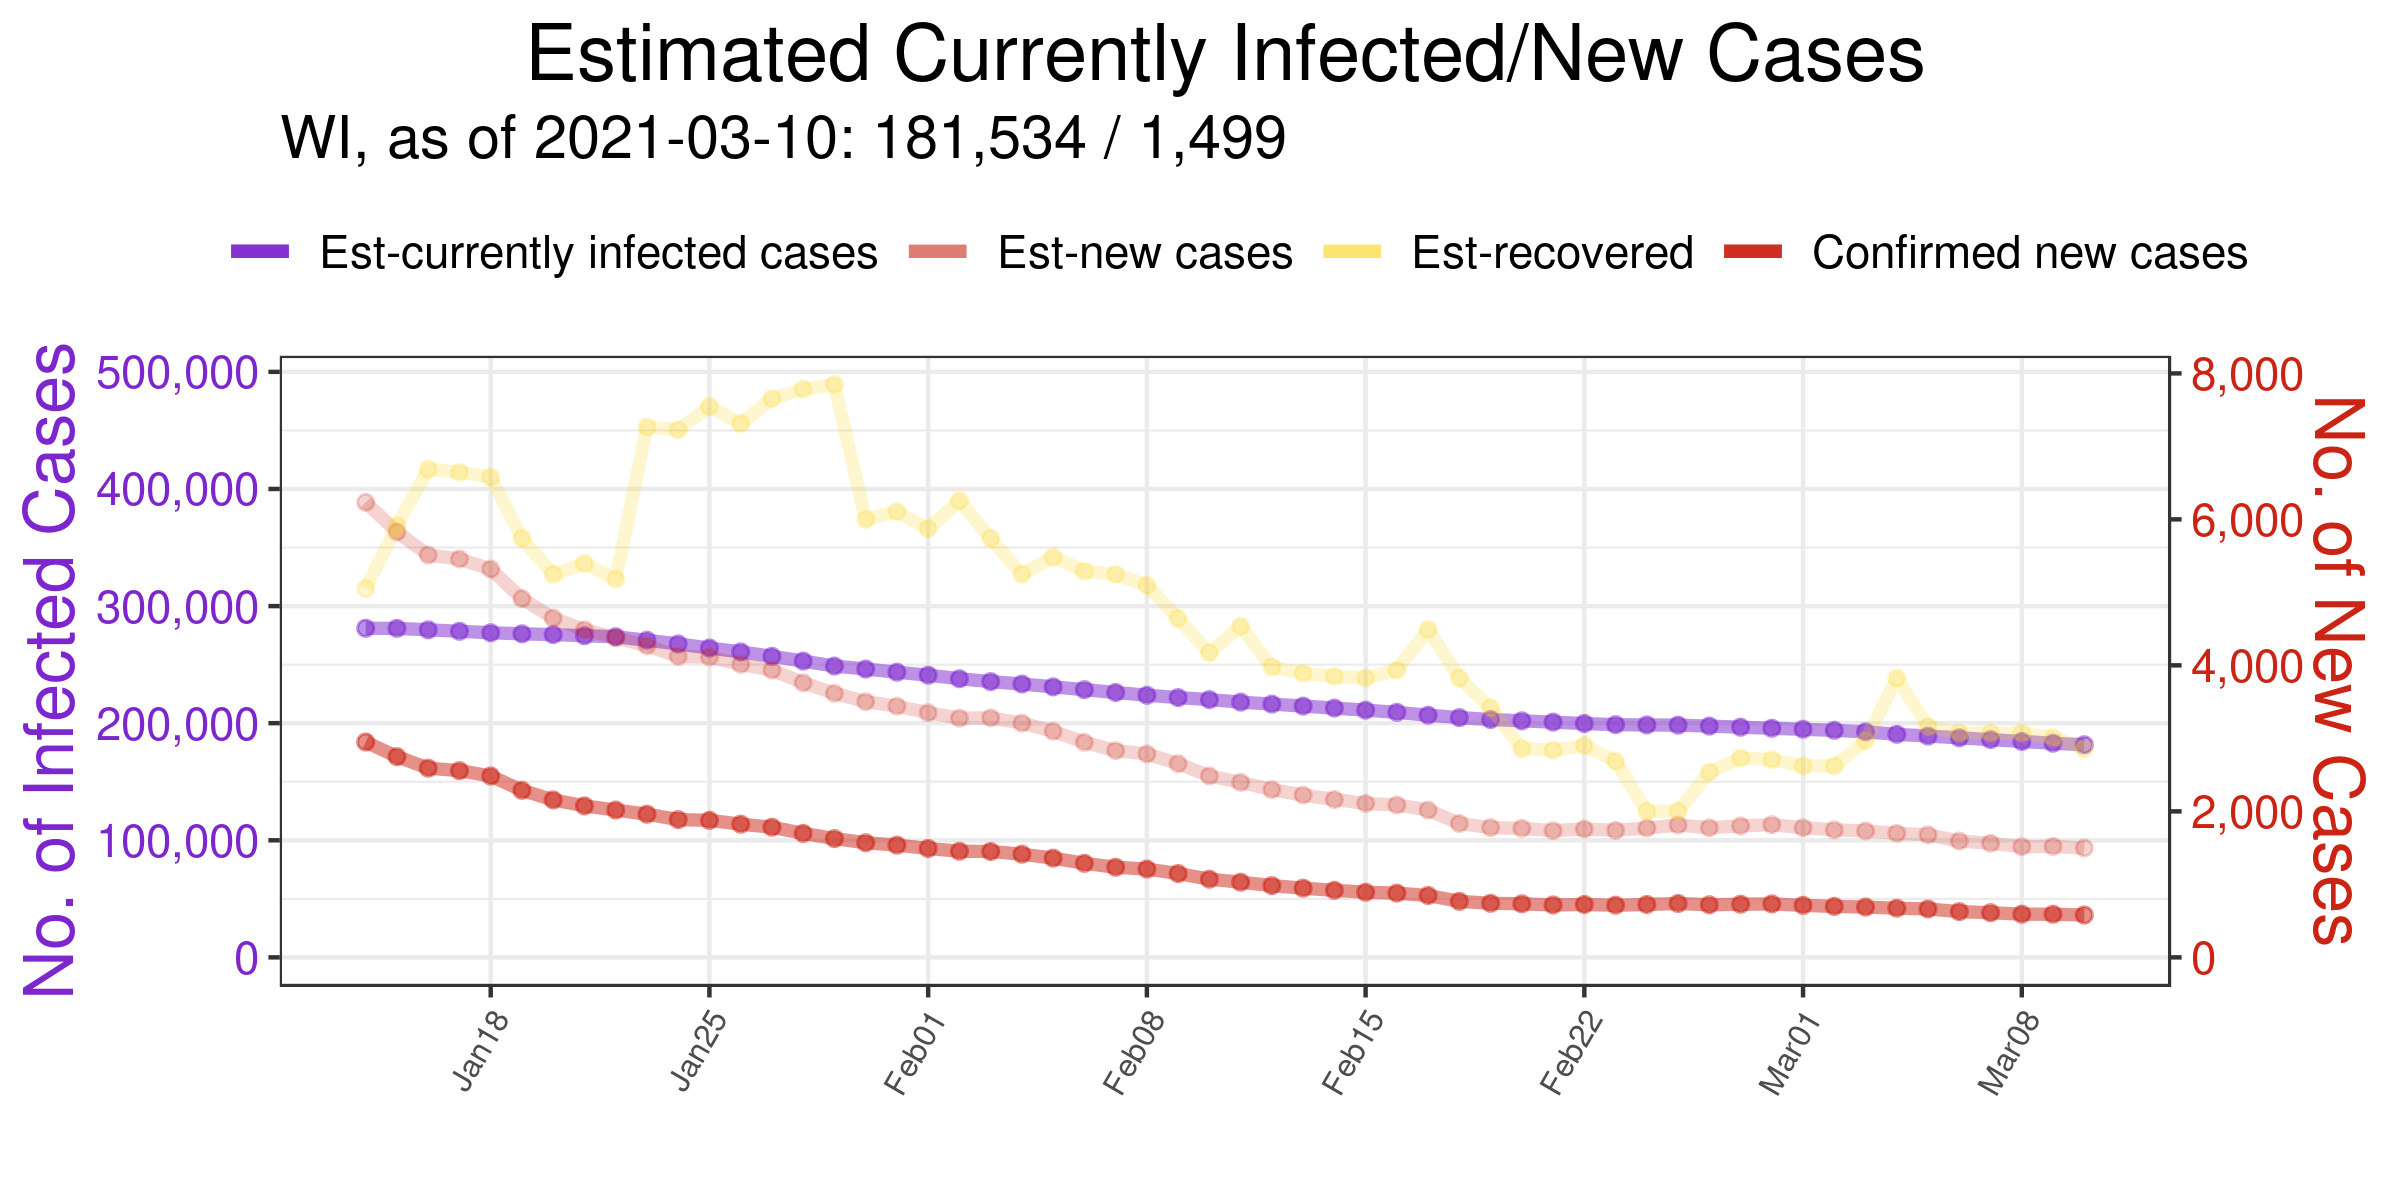 Estimated Currently Infected/New Cases
WI, as of 2021-03-10: 181,534 / 1,499
Est-currently infected cases
Est-new cases
Est-recovered
Confirmed new cases
No. of Infected Cases
500,000
400,000
300,000
200,000
100,000
0
8,000
6,000
4,000
2,000
0
No. of New Cases
Jan18
Jan25
Feb01
Feb08
Feb15
Feb22
Mar01
Mar08